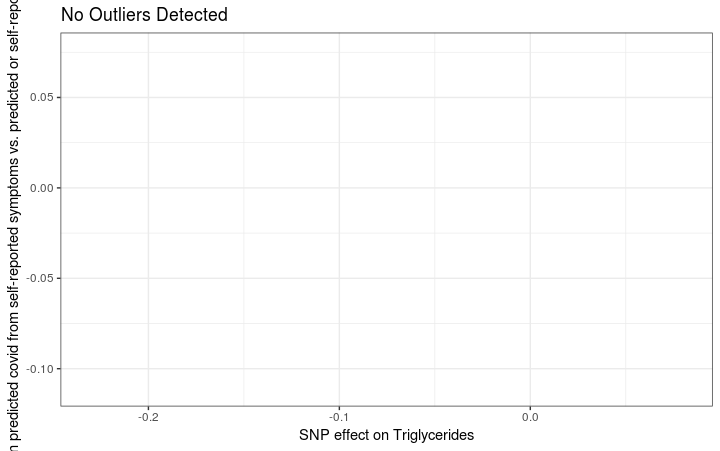 No Outliers Detected
n predicted covid from self-reported symptoms vs. predicted or self-repo
0.05
0.00
-0.05
-0.10
-0.2
-0.1
0.0
SNP effect on Triglycerides